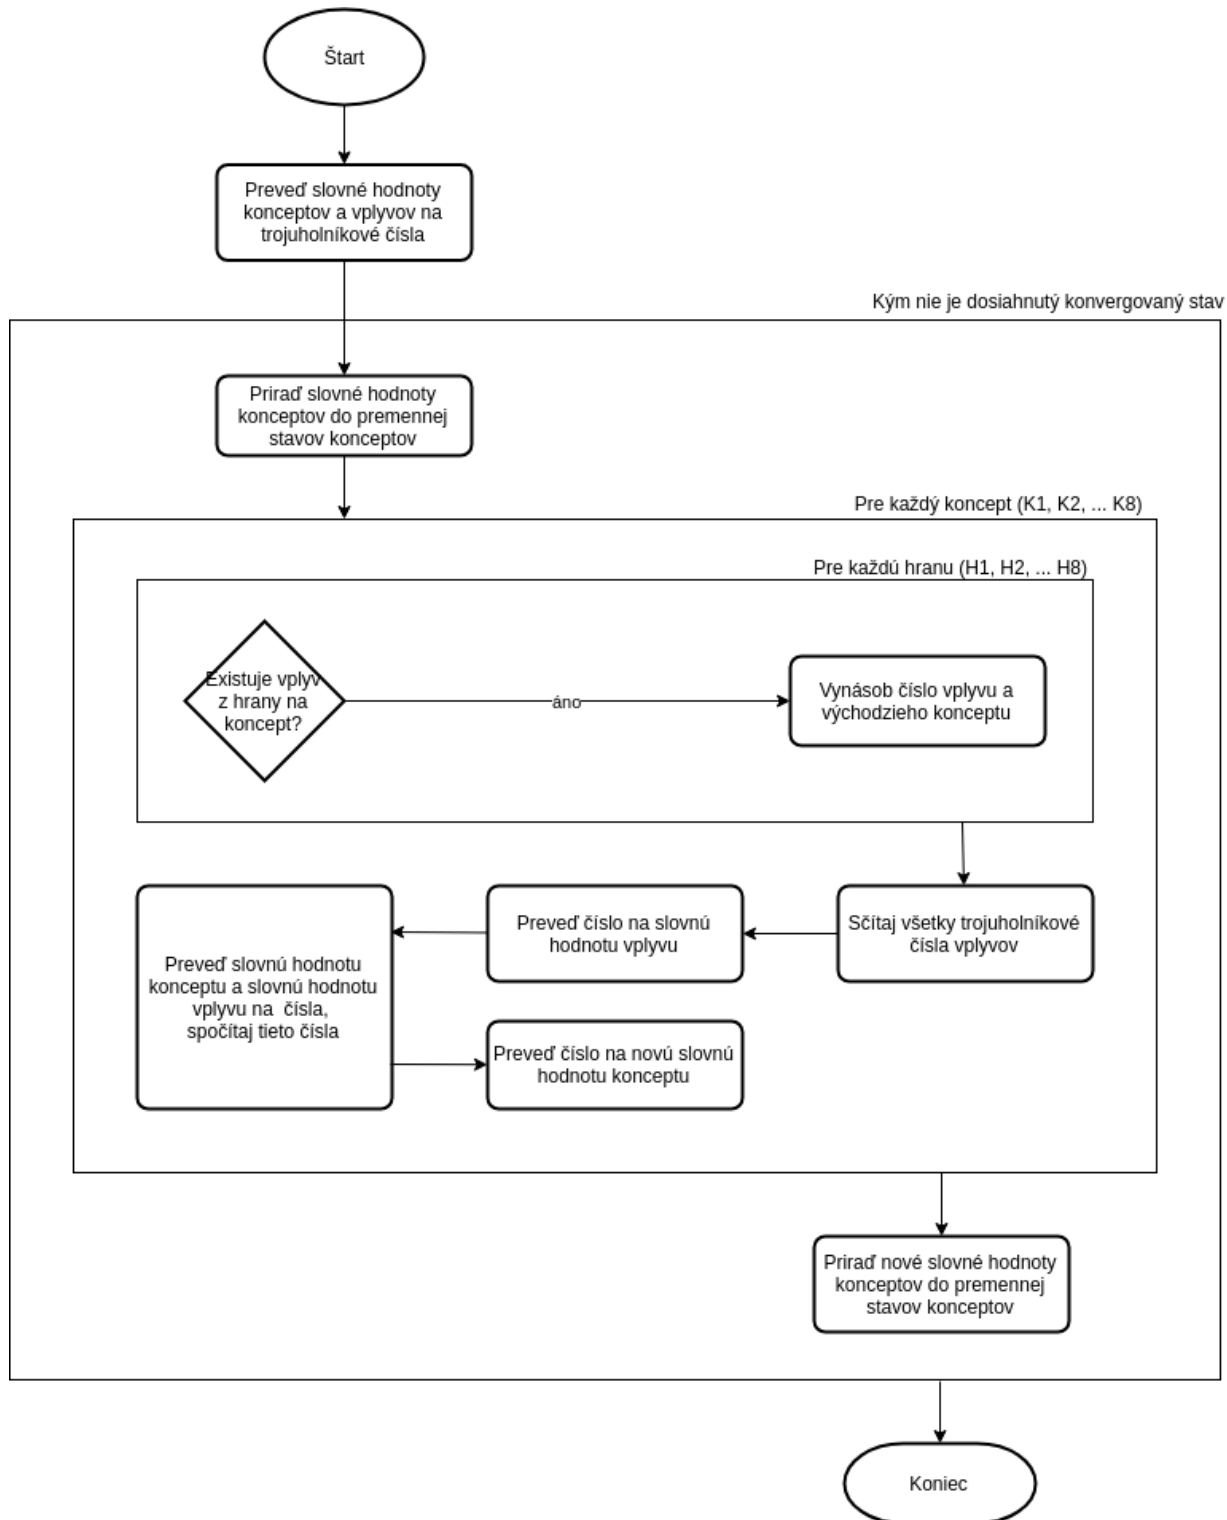 Štart
Preveď slovné hodnoty
konceptov a vplyvov na
trojuholníkové čísla
Kým nie je dosiahnutý konvergovaný stav
Priraď slovné hodnoty
konceptov do premennej
stavov konceptov
Pre každý koncept (K1, K2, ... K8)
Pre každú hranu (H1, H2, ... H8)
Existuje vplyv
z hrany na
koncept?
áno
Vynásob číslo vplyvu a
východzieho konceptu
Sčítaj všetky trojuholníkové
čísla vplyvov
Preveď číslo na slovnú
hodnotu vplyvu
Preveď slovnú hodnotu
konceptu a slovnú hodnotu
vplyvu na čísla,
spočítaj tieto čísla
Preveď číslo na novú slovnú
hodnotu konceptu
Priraď nové slovné hodnoty
konceptov do premennej
stavov konceptov
Koniec